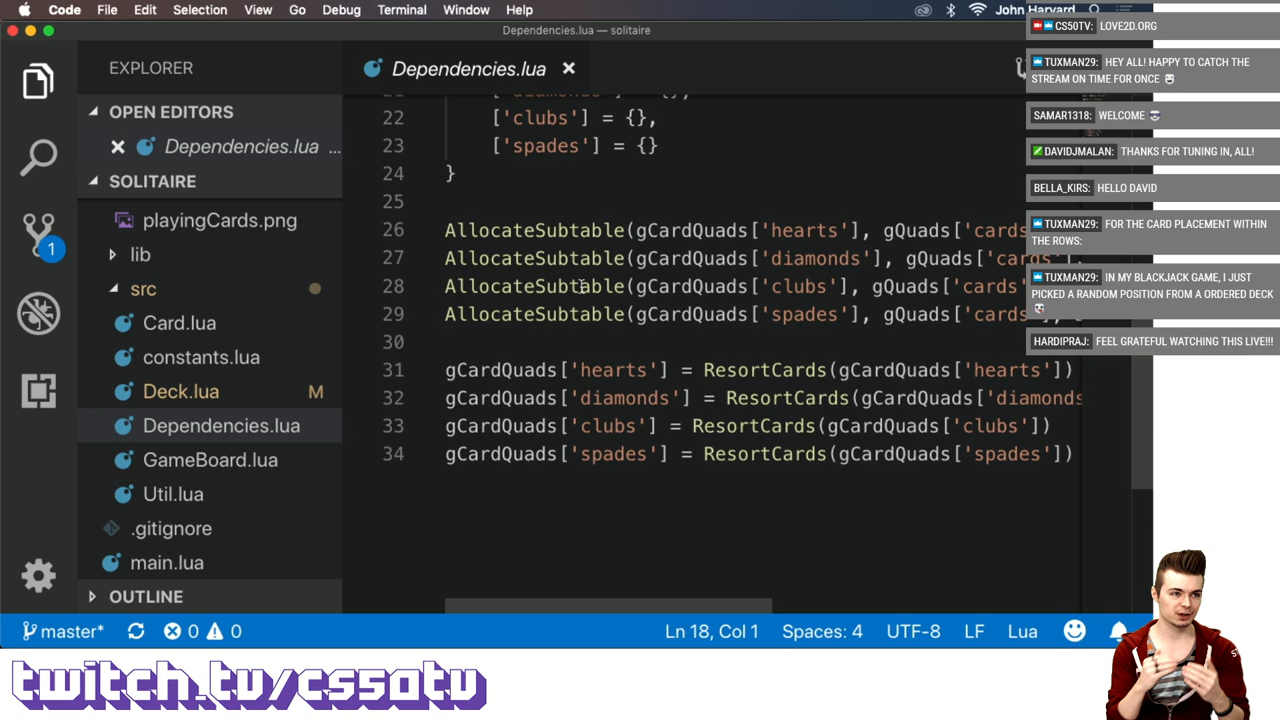 Code File Edit Selection View Go Debug Terminal Window Help John Harvard
Dependencies.lua — solitaire
EXPLORER
OPEN EDITORS
Dependencies.lua ...
SOLITAIRE
playingCards.png
lib
src
Card.lua
constants.lua
Deck.lua M
Dependencies.lua
GameBoard.lua
Util.lua
.gitignore
main.lua
OUTLINE
1
Dependencies.lua
22 ['clubs'] = {},
23 ['spades'] = {}
24 }
25
26 AllocateSubtable(gCardQuads['hearts'], gQuads['cards
27 AllocateSubtable(gCardQuads['diamonds'], gQuads['cards'],
28 AllocateSubtable(gCardQuads['clubs'], gQuads['cards'
29 AllocateSubtable(gCardQuads['spades'], gQuads['cards
30
31 gCardQuads['hearts'] = ResortCards(gCardQuads['hearts'])
32 gCardQuads['diamonds'] = ResortCards(gCardQuads['diamonds
33 gCardQuads['clubs'] = ResortCards(gCardQuads['clubs'])
34 gCardQuads['spades'] = ResortCards(gCardQuads['spades'])
CS50TV: LOVE2D.ORG
TUXMAN29: HEY ALL! HAPPY TO CATCH THE
STREAM ON TIME FOR ONCE
SAMAR1318: WELCOME
DAVIDJMALAN: THANKS FOR TUNING IN, ALL!
BELLA_KIRS: HELLO DAVID
TUXMAN29: FOR THE CARD PLACEMENT WITHIN
THE ROWS:
TUXMAN29: IN MY BLACKJACK GAME, I JUST
PICKED A RANDOM POSITION FROM A ORDERED DECK
HARDIPRAJ: FEEL GRATEFUL WATCHING THIS LIVE!!!
master* 0 0 Ln 18, Col 1 Spaces: 4 UTF-8 LF Lua
twitch.tv/cs50tv